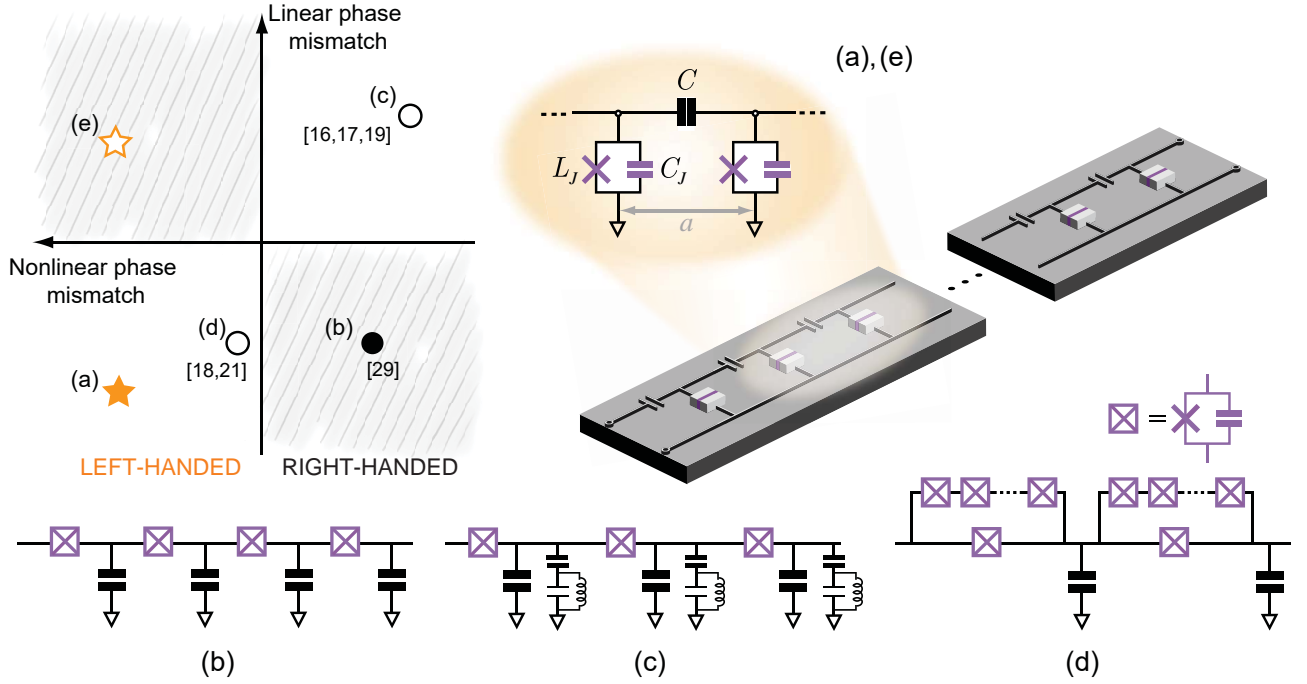 Linear phase
mismatch
(c)
[16,17,19]
(e)
Nonlinear phase
mismatch
(d)
[18,21]
(b)
[29]
(a)
LEFT-HANDED
RIGHT-HANDED
(a), (e)
C
L_J
C_J
a
=
(b)
(c)
(d)